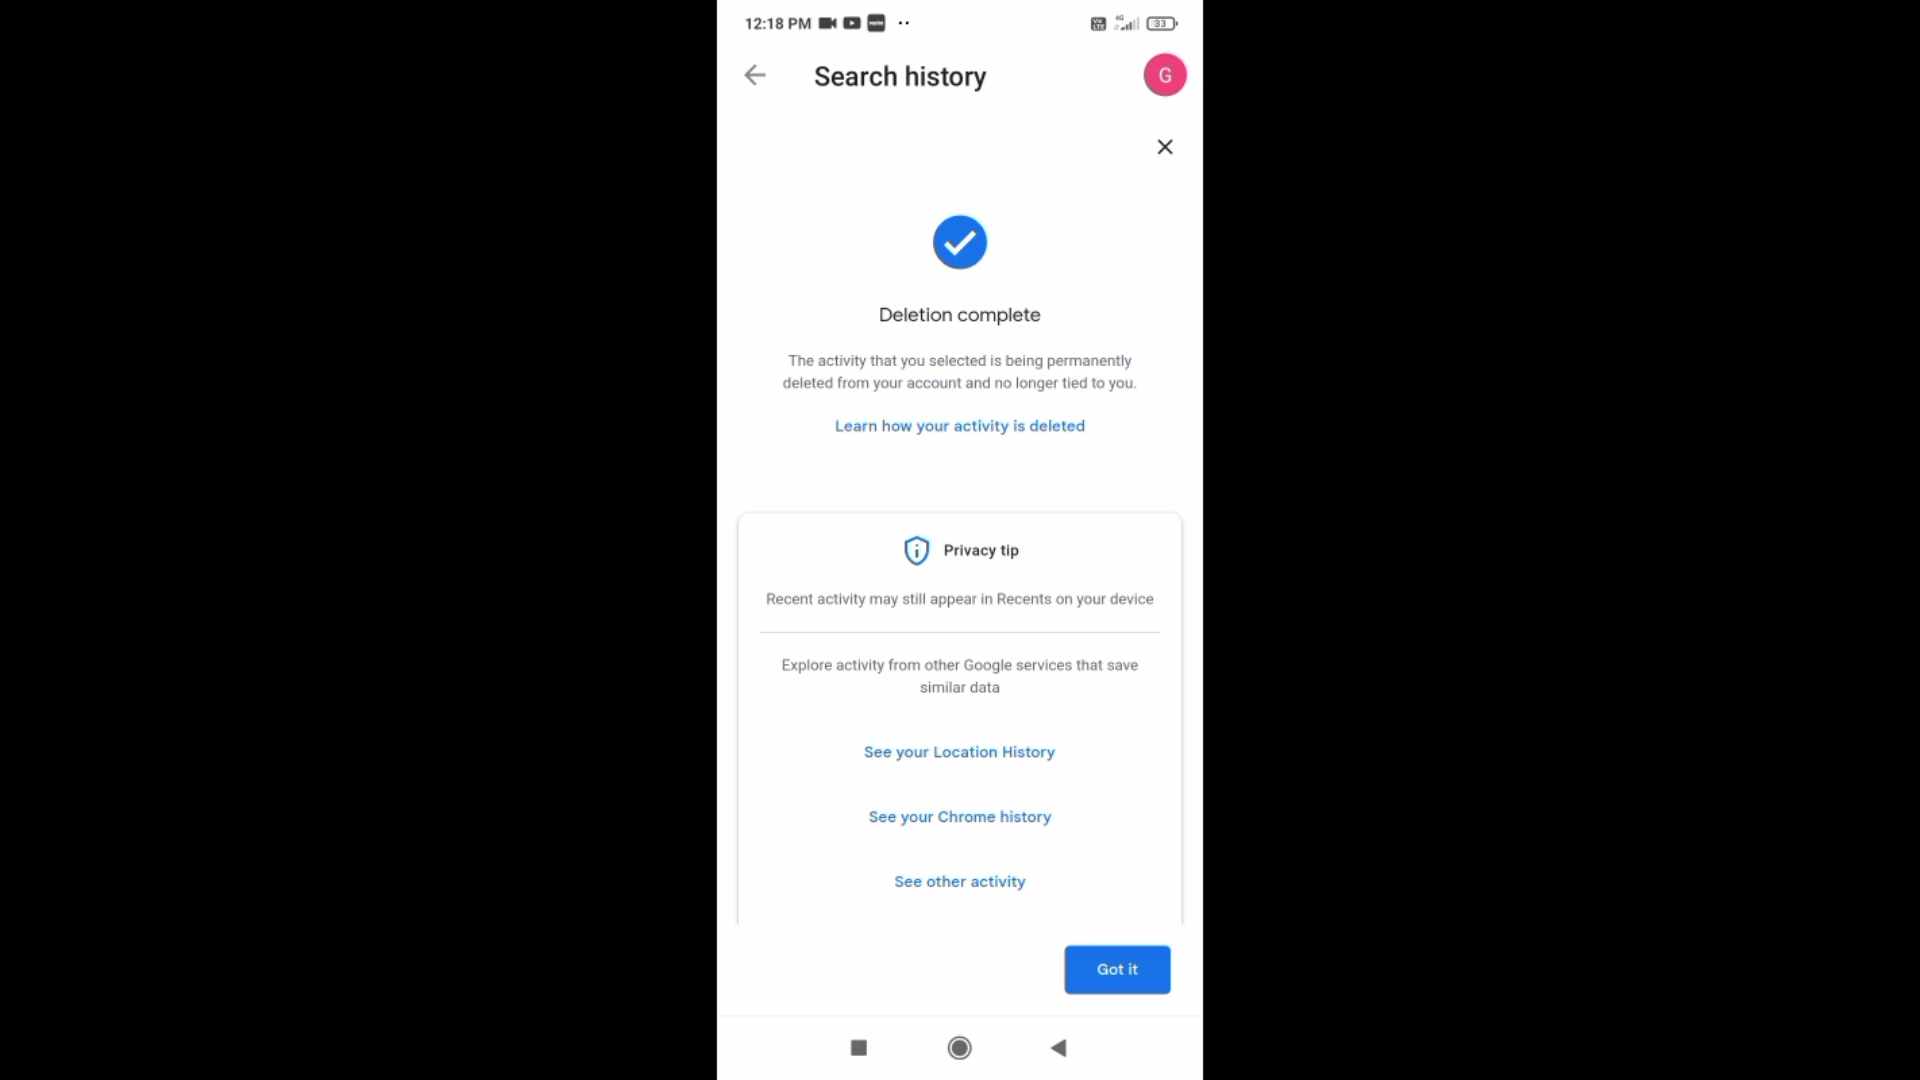 12:18 PM
4G
33
Search history
G
Deletion complete
The activity that you selected is being permanently
deleted from your account and no longer tied to you.
Learn how your activity is deleted
Privacy tip
Recent activity may still appear in Recents on your device
Explore activity from other Google services that save
similar data
See your Location History
See your Chrome history
See other activity
Got it